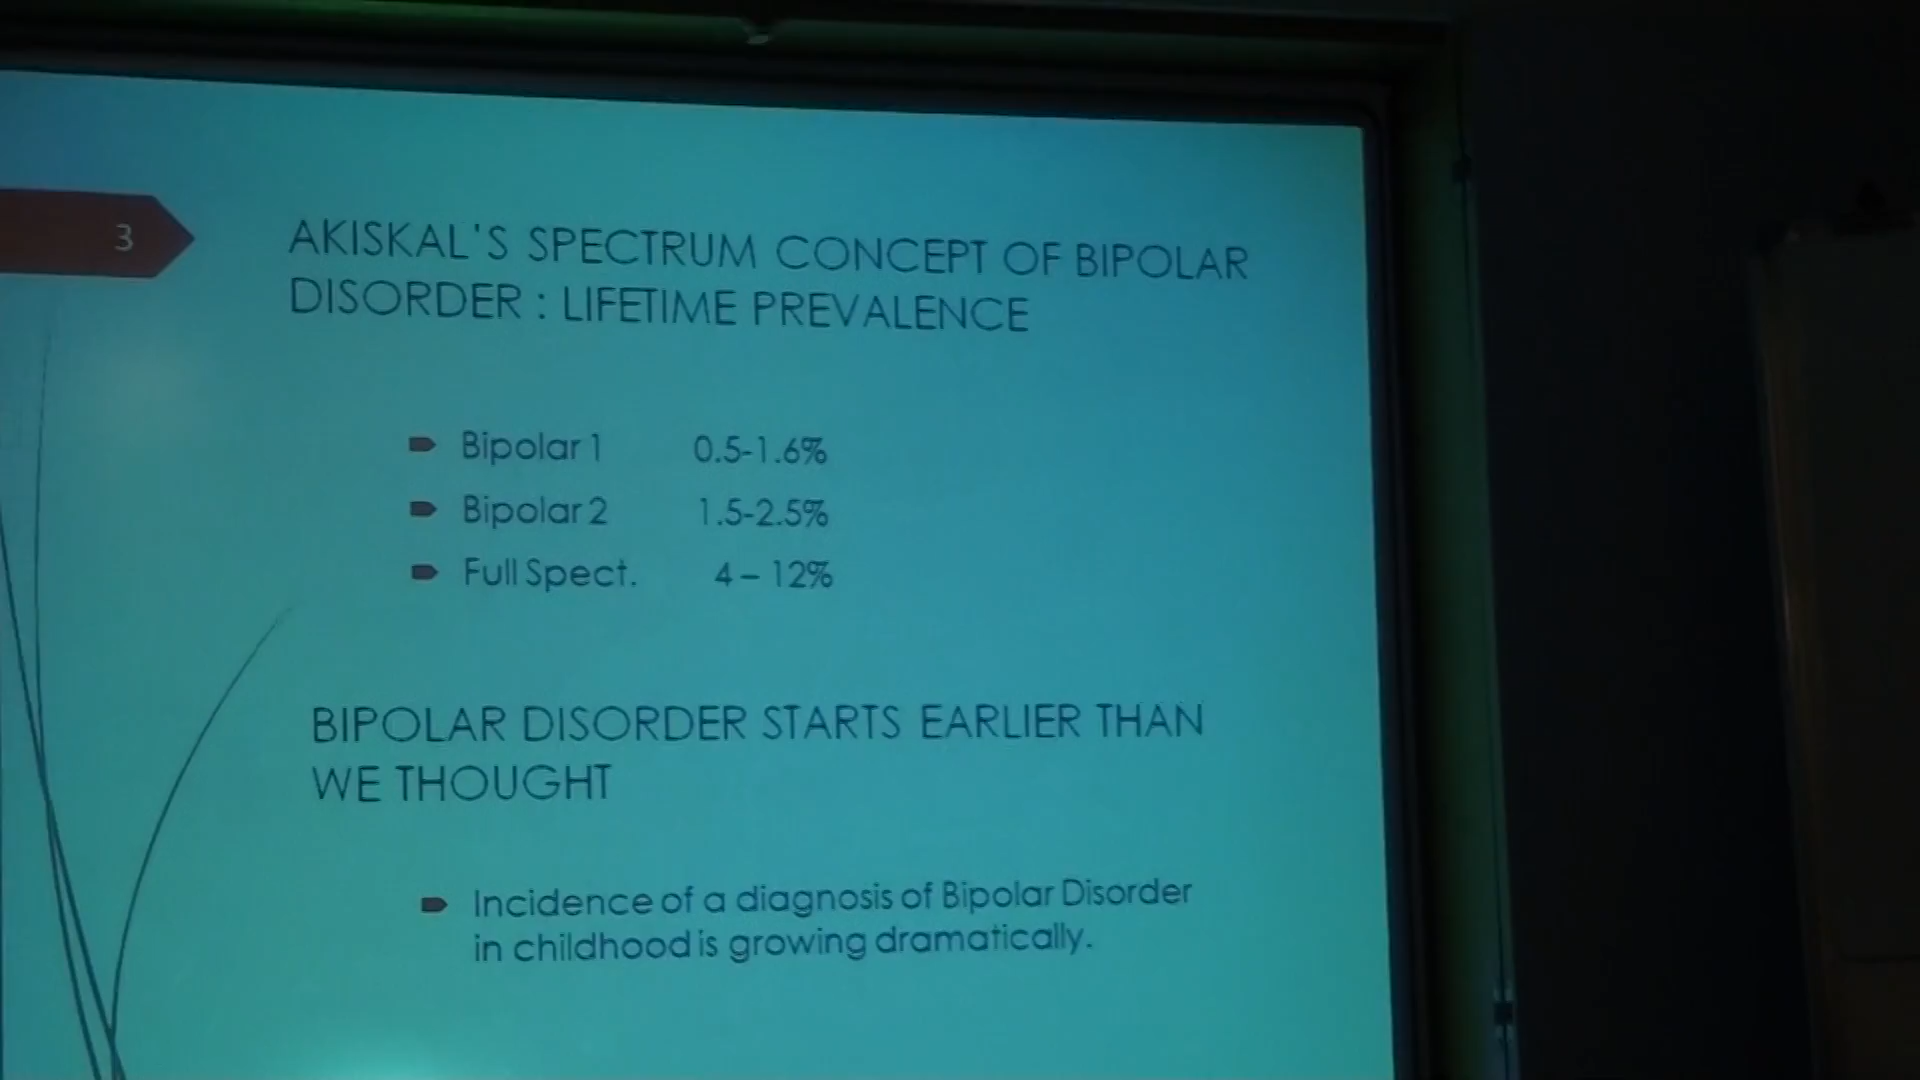 3
AKISKAL'S SPECTRUM CONCEPT OF BIPOLAR
DISORDER : LIFETIME PREVALENCE
Bipolar 1 0.5-1.6%
Bipolar 2 1.5-2.5%
Full Spect. 4 – 12%
BIPOLAR DISORDER STARTS EARLIER THAN
WE THOUGHT
Incidence of a diagnosis of Bipolar Disorder
in childhood is growing dramatically.